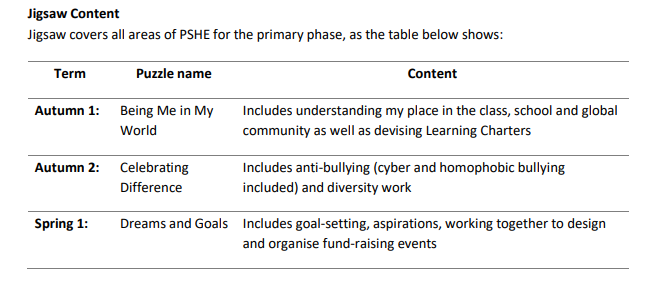 Jigsaw Content
Jigsaw covers all areas of PSHE for the primary phase, as the table below shows:
Term Puzzle name Content
Autumn 1: Being Me in My Includes understanding my place in the class, school and global
World community as well as devising Learning Charters
Autumn 2: Celebrating Includes anti-bullying (cyber and homophobic bullying
Difference included) and diversity work
Spring 1: Dreams and Goals Includes goal-setting, aspirations, working together to design
and organise fund-raising events